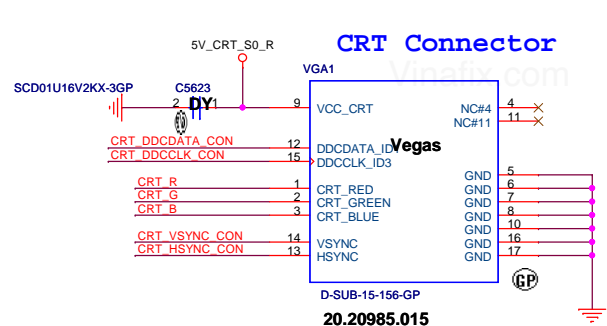 5V_CRT_S0_R
CRT Connector
Vinafix.com
VGA1
SCD01U16V2KX-3GP
C5623
2 DY 1
9 VCC_CRT NC#4 4
NC#11 11
CRT_DDCDATA_CON 12 DDCDATA_ID1 Vegas
CRT_DDCCLK_CON 15 DDCCLK_ID3
GND 5
CRT_R 1 CRT_RED GND 6
CRT_G 2 CRT_GREEN GND 7
CRT_B 3 CRT_BLUE GND 8
GND 10
CRT_VSYNC_CON 14 VSYNC GND 16
CRT_HSYNC_CON 13 HSYNC GND 17
GP
D-SUB-15-156-GP
20.20985.015